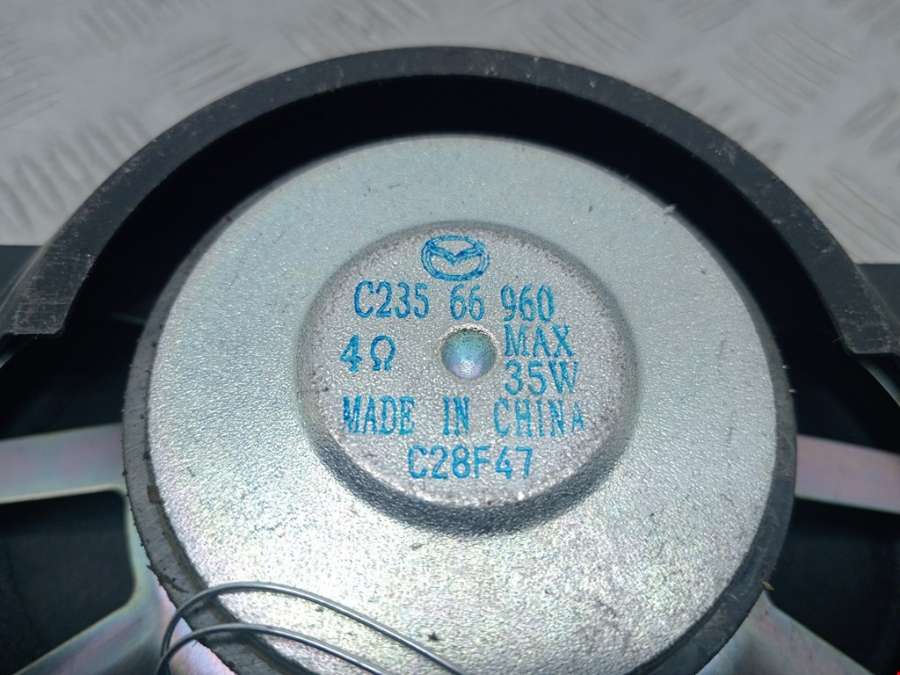 C235 66 960
4Ω MAX
35W
MADE IN CHINA
C28F47